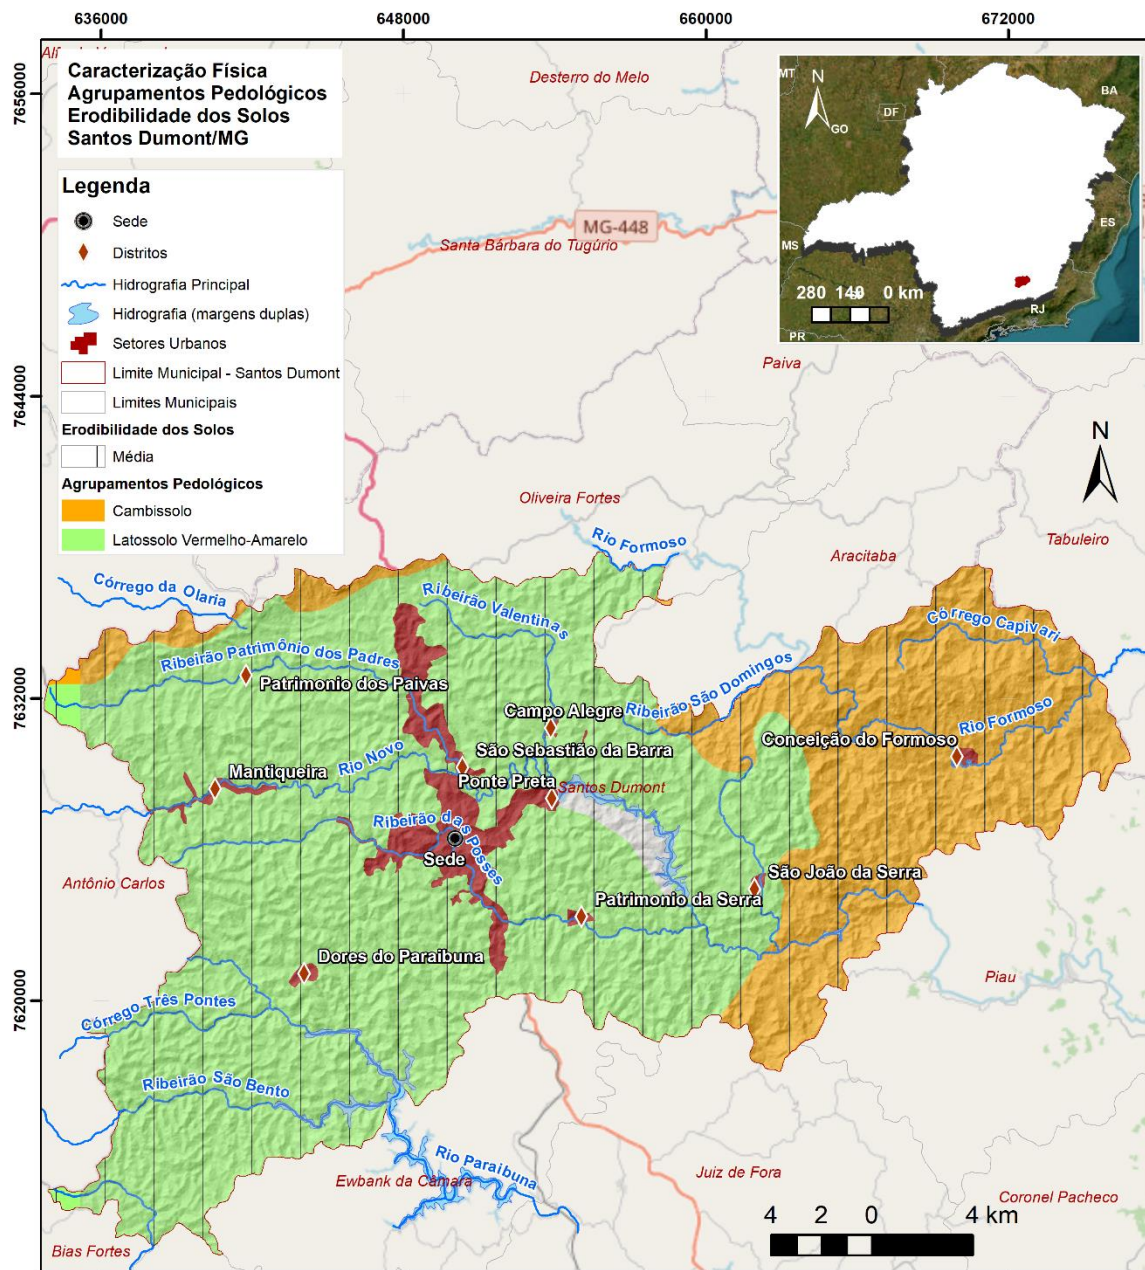 636000
648000
660000
672000
7656000
7644000
7632000
7620000
Caracterização Física
Agrupamentos Pedológicos
Erodibilidade dos Solos
Santos Dumont/MG
Legenda
Sede
Distritos
Hidrografia Principal
Hidrografia (margens duplas)
Setores Urbanos
Limite Municipal - Santos Dumont
Limites Municipais
Erodibilidade dos Solos
Média
Agrupamentos Pedológicos
Cambissolo
Latossolo Vermelho-Amarelo
Desterro do Melo
MG-448
Santa Bárbara do Tugúrio
MT
N
DF
GO
BA
MS
ES
280 140 0 km
RJ
PR
Paiva
N
Oliveira Fortes
Rio Formoso
Aracitaba
Tabuleiro
Córrego da Olaria
Ribeirão Valentinas
Córrego Capivari
Ribeirão Patrimônio dos Padres
Patrimonio dos Paivas
Ribeirão São Domingos
Campo Alegre
Rio Formoso
Conceição do Formoso
São Sebastião da Barra
Rio Novo
Mantiqueira
Ponte Preta
Santos Dumont
Ribeirão das Posses
Sede
Antônio Carlos
São João da Serra
Patrimonio da Serra
Dores do Paraibuna
Piau
Córrego Três Pontes
Ribeirão São Bento
Rio Paraibuna
Ewbank da Câmara
Juiz de Fora
Coronel Pacheco
Bias Fortes
4 2 0 4 km